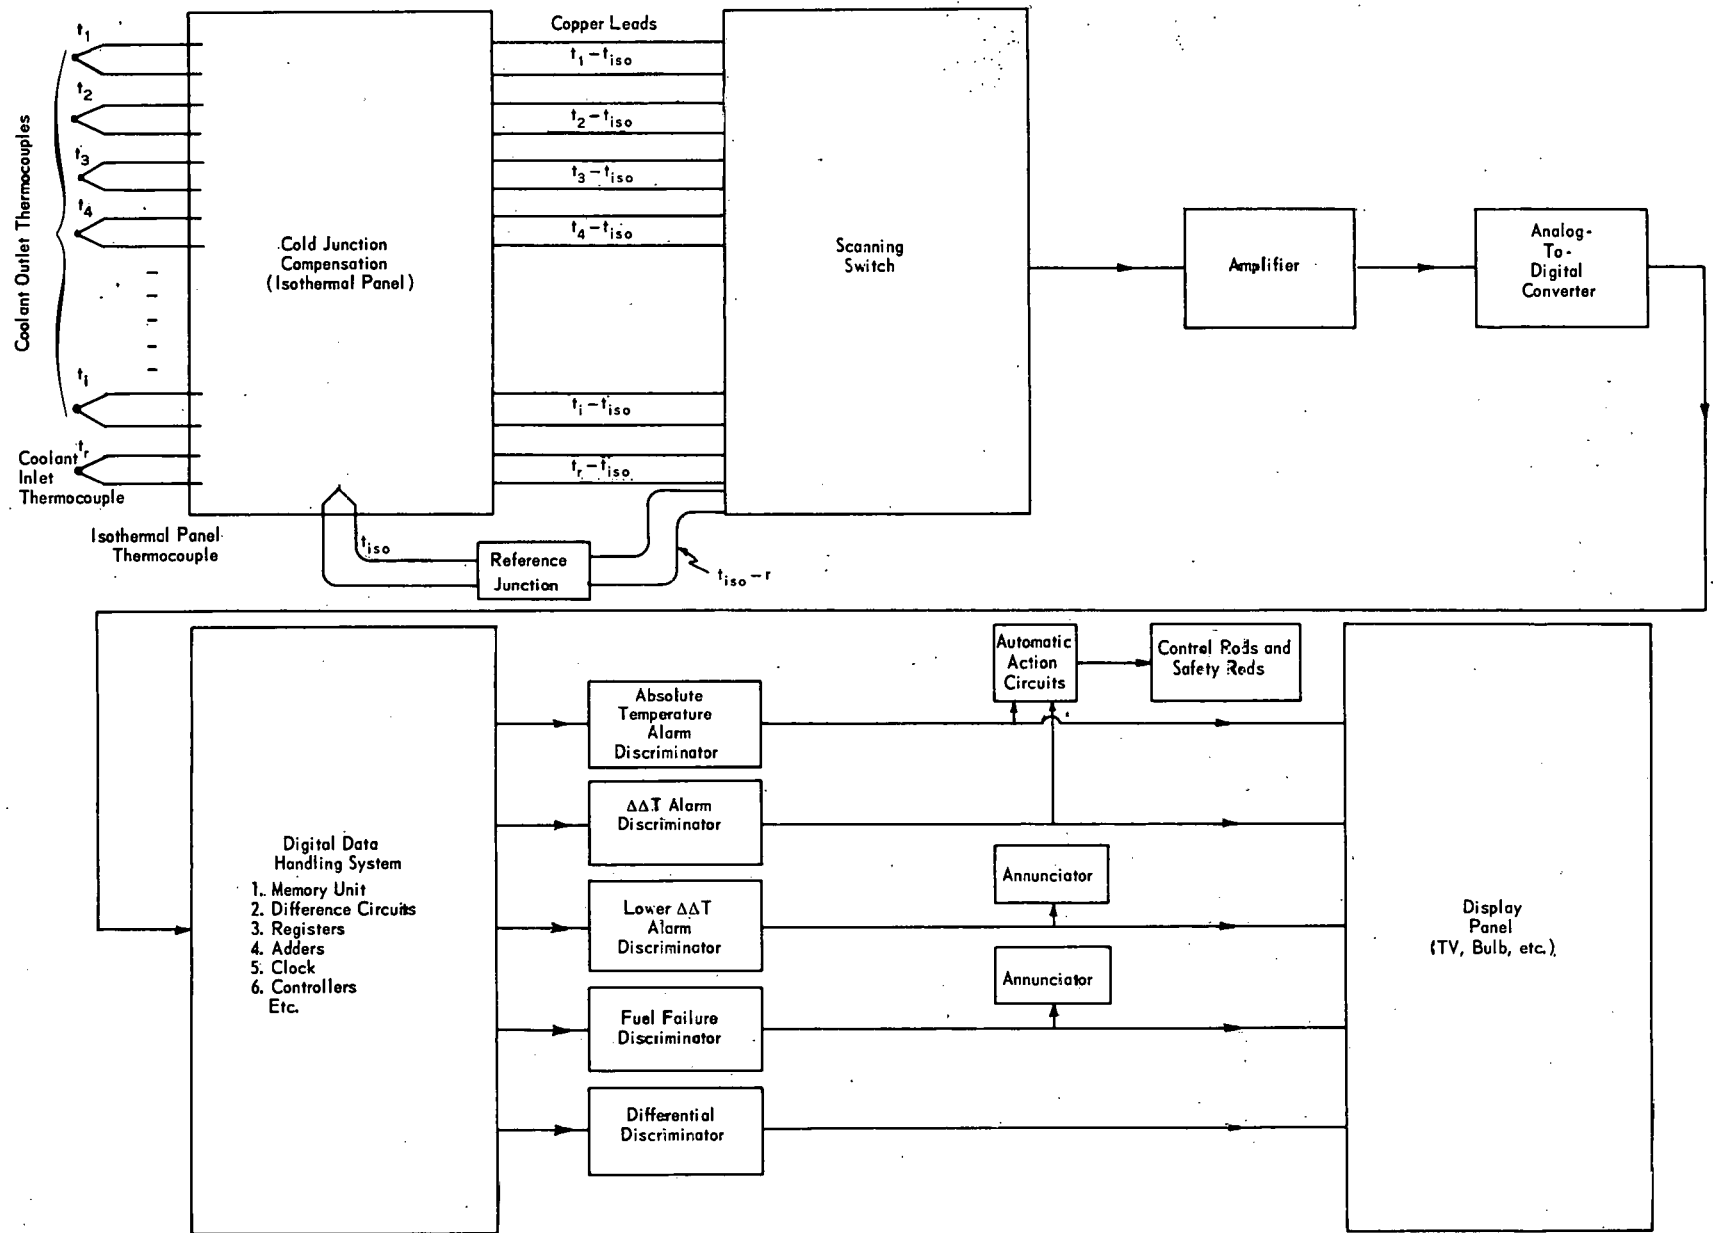 Coolant Outlet Thermocouples
t1
t2
t3
t4
ti
tr
Coolant
Inlet
Thermocouple
Isothermal Panel
Thermocouple
Cold Junction
Compensation
(Isothermal Panel)
Copper Leads
t1 – tiso
t2 – tiso
t3 – tiso
t4 – tiso
ti – tiso
tr – tiso
tiso
Reference
Junction
tiso – r
Scanning
Switch
Amplifier
Analog-
To-
Digital
Converter
Digital Data
Handling System
1. Memory Unit
2. Difference Circuits
3. Registers
4. Adders
5. Clock
6. Controllers
Etc.
Absolute
Temperature
Alarm
Discriminator
ΔΔT Alarm
Discriminator
Lower ΔΔT
Alarm
Discriminator
Fuel Failure
Discriminator
Differential
Discriminator
Automatic
Action
Circuits
Control Rods and
Safety Rods
Annunciator
Annunciator
Display
Panel
(TV, Bulb, etc.)